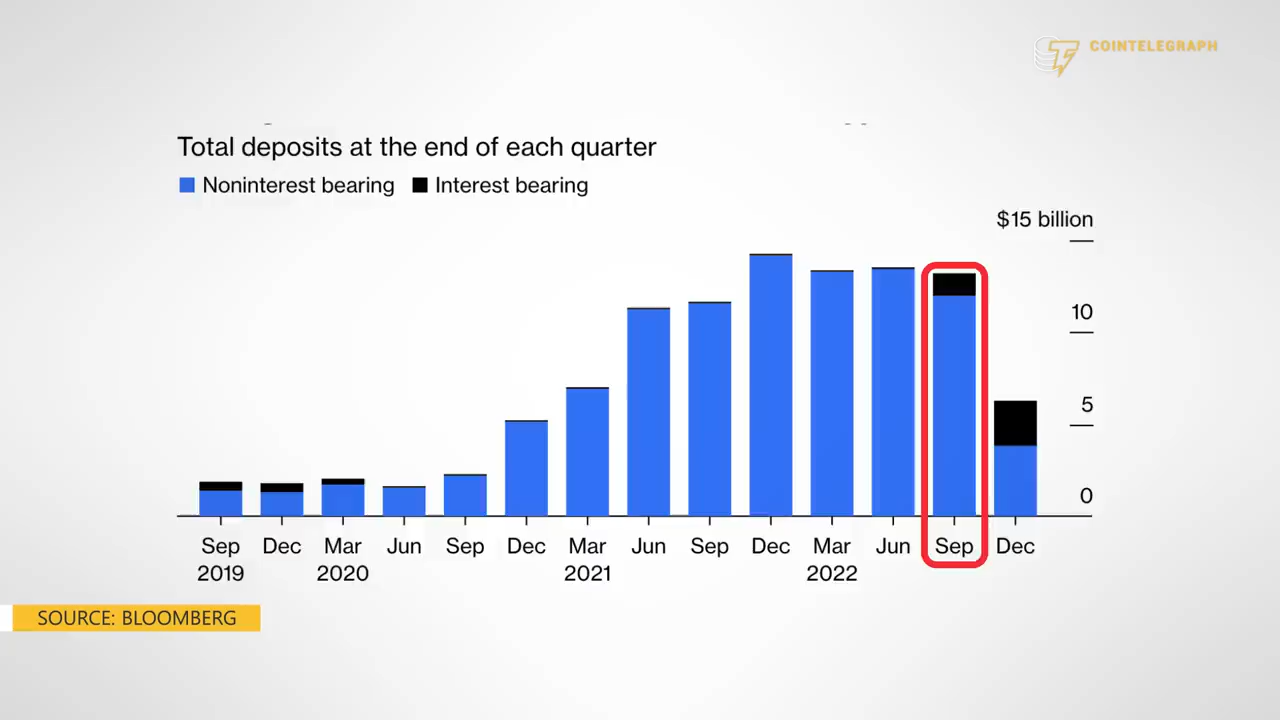 COINTELEGRAPH
Total deposits at the end of each quarter
Noninterest bearing Interest bearing
$15 billion
10
5
0
Sep Dec Mar Jun Sep Dec Mar Jun Sep Dec Mar Jun Sep Dec
2019 2020 2021 2022
SOURCE: BLOOMBERG